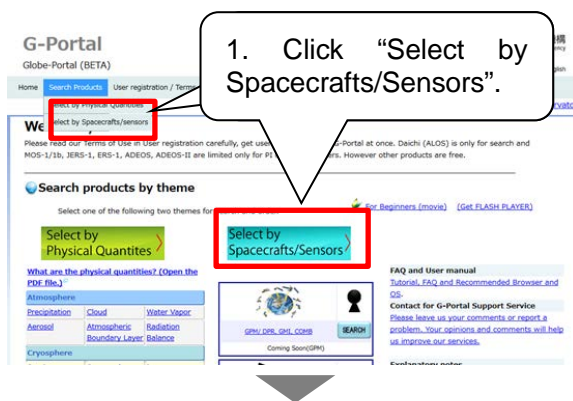 G-Portal
Globe-Portal (BETA)
Home Search Products User registration / Terms
Select by Physical Quantities
Select by Spacecrafts/sensors
1. Click "Select by
Spacecrafts/Sensors".
We
Please read our Terms of Use in User registration carefully, get use
-Portal at once. Daichi (ALOS) is only for search and
MOS-1/1b, JERS-1, ERS-1, ADEOS, ADEOS-II are limited only for PI
rs. However other products are free.
Search products by theme
Select one of the following two themes for
For Beginners (movie) (Get FLASH PLAYER)
Select by
Physical Quantites
Select by
Spacecrafts/Sensors
What are the physical quantities? (Open the
PDF file.)
Atmosphere
Precipitation Cloud Water Vapor
Aerosol Atmospheric Boundary Layer Radiation Balance
Cryosphere
GPM/ DPR, GMI, COMB SEARCH
Coming Soon(GPM)
FAQ and User manual
Tutorial, FAQ and Recommended Browser and
OS.
Contact for G-Portal Support Service
Please leave us your comments or report a
problem. Your opinions and comments will help
us improve our services.
Explanatory notes